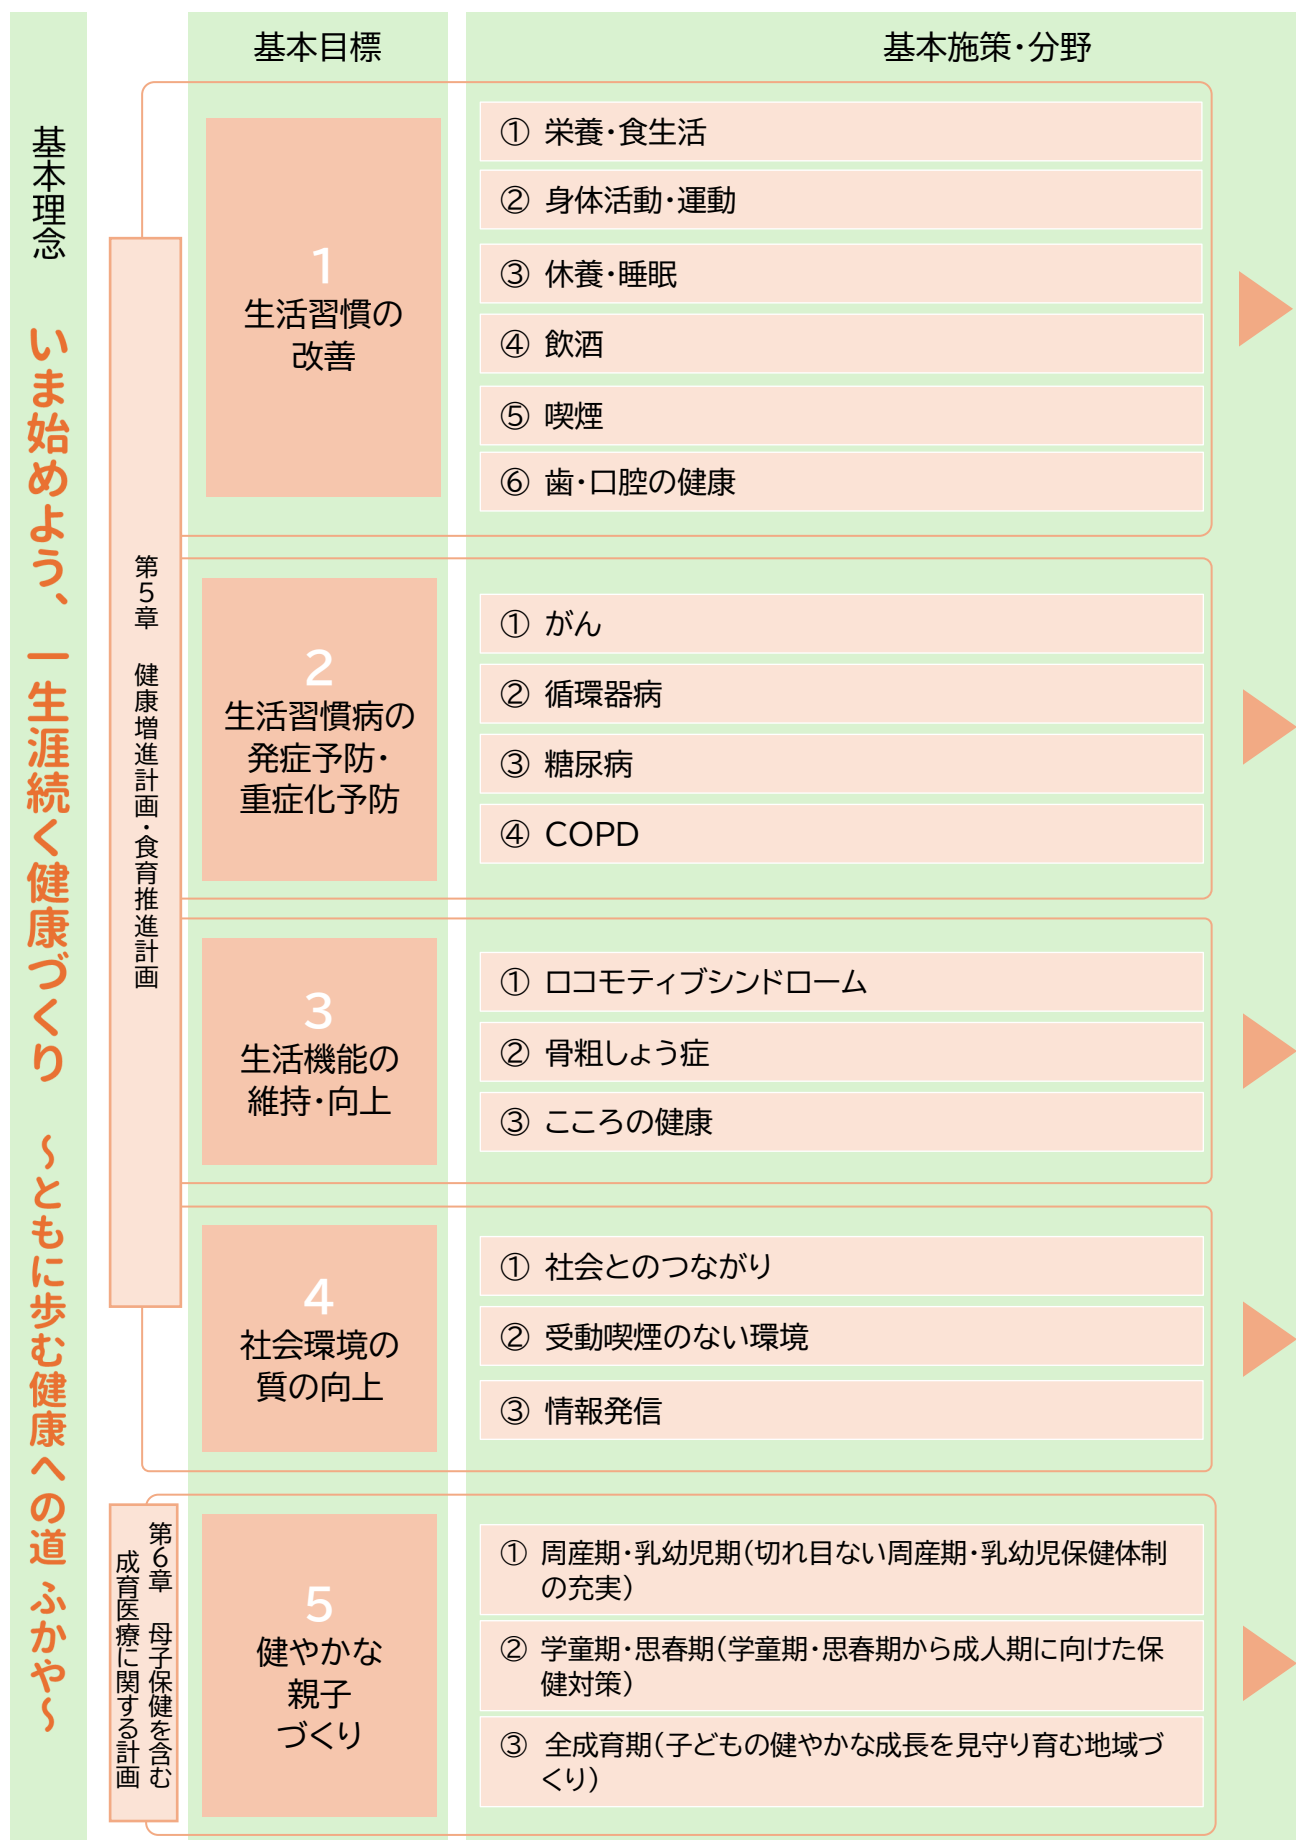 基本理念
いま始めよう、一生涯続く健康づくり ～ともに歩む健康への道 ふかや～
基本目標
基本施策・分野
第5章 健康増進計画・食育推進計画
1
生活習慣の
改善
① 栄養・食生活
② 身体活動・運動
③ 休養・睡眠
④ 飲酒
⑤ 喫煙
⑥ 歯・口腔の健康
2
生活習慣病の
発症予防・
重症化予防
① がん
② 循環器病
③ 糖尿病
④ COPD
3
生活機能の
維持・向上
① ロコモティブシンドローム
② 骨粗しょう症
③ こころの健康
4
社会環境の
質の向上
① 社会とのつながり
② 受動喫煙のない環境
③ 情報発信
第6章 母子保健を含む
成育医療に関する計画
5
健やかな
親子
づくり
① 周産期・乳幼児期（切れ目ない周産期・乳幼児保健体制
の充実）
② 学童期・思春期（学童期・思春期から成人期に向けた保
健対策）
③ 全成育期（子どもの健やかな成長を見守り育む地域づ
くり）